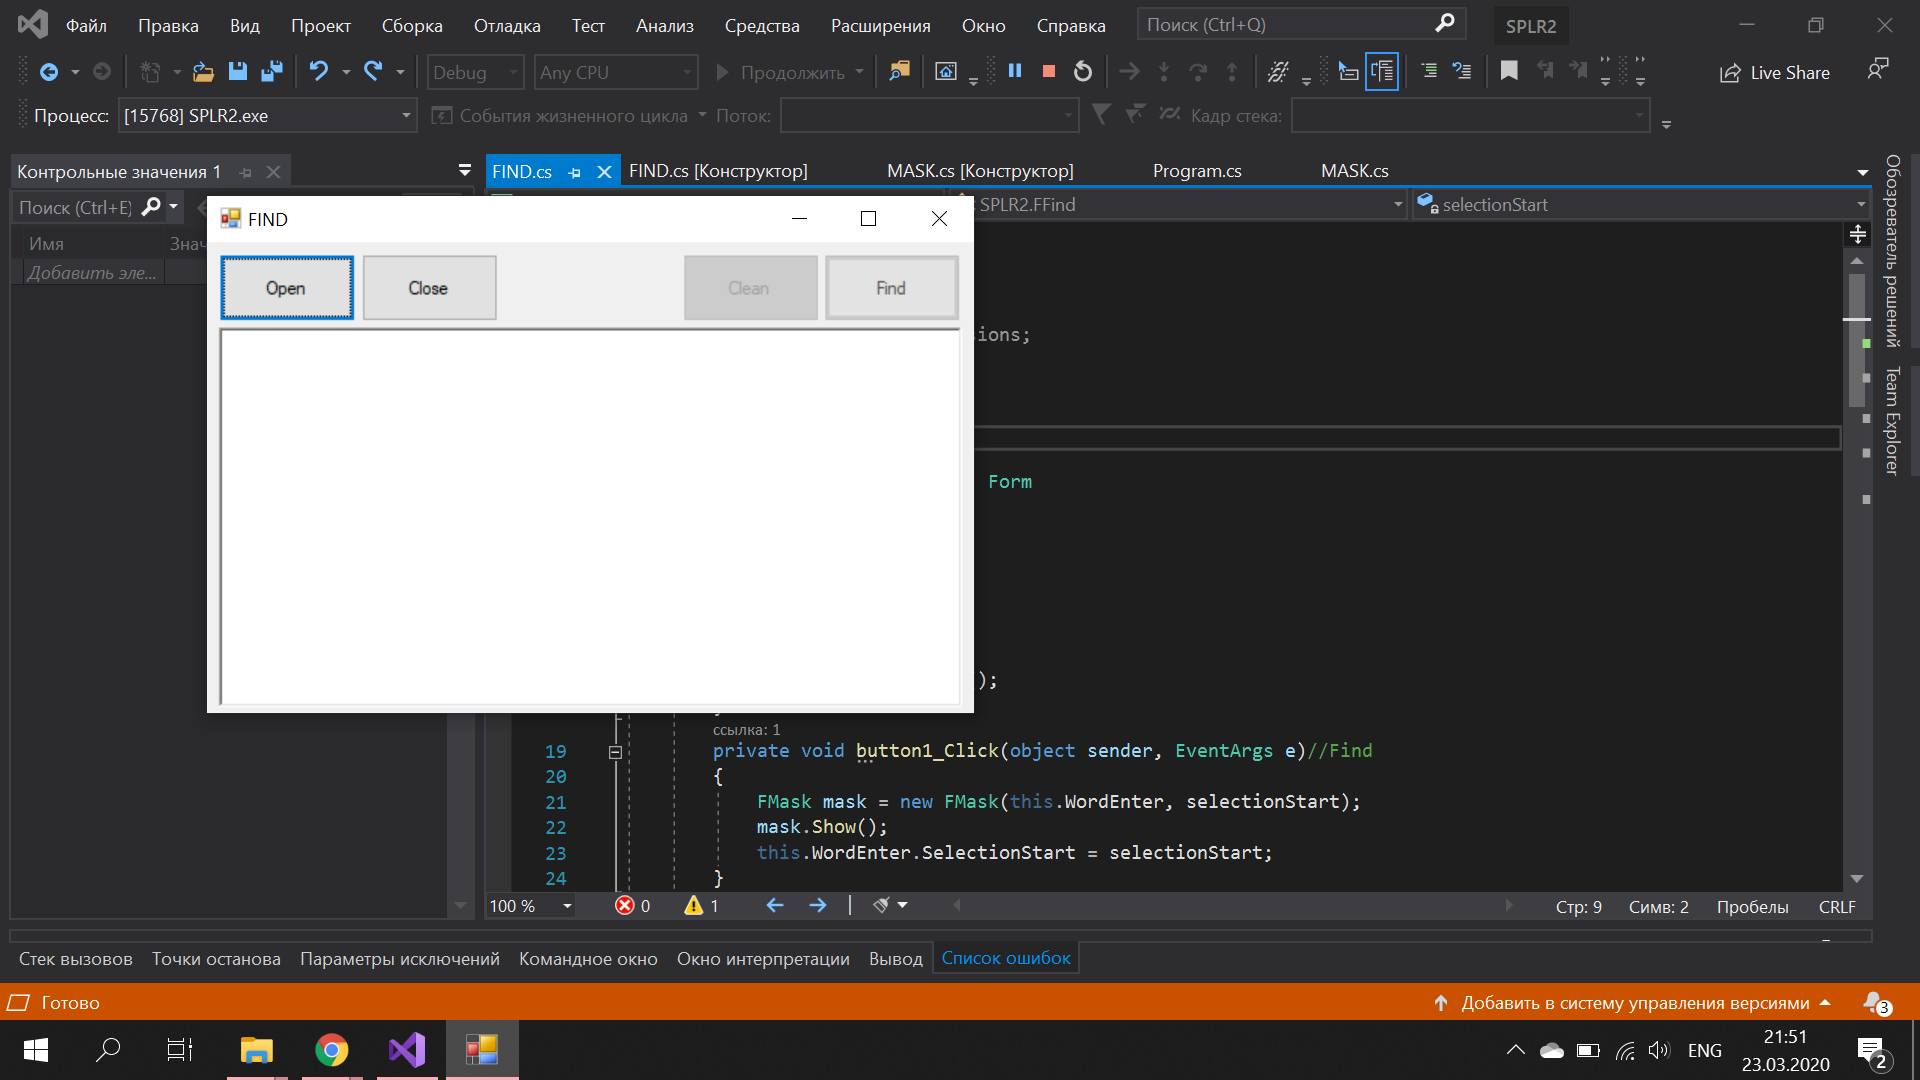 Файл Правка Вид Проект Сборка Отладка Тест Анализ Средства Расширения Окно Справка Поиск (Ctrl+Q) SPLR2
Debug Any CPU Продолжить Live Share
Процесс: [15768] SPLR2.exe События жизненного цикла Поток: Кадр стека:
Контрольные значения 1
FIND.cs FIND.cs [Конструктор] MASK.cs [Конструктор] Program.cs MASK.cs
Поиск (Ctrl+E)
SPLR2.FFind selectionStart
Имя Знач
Добавить эле...
FIND
Open Close Clean Find
ions;
Form
);
ссылка: 1
19 private void button1_Click(object sender, EventArgs e)//Find
20 {
21 FMask mask = new FMask(this.WordEnter, selectionStart);
22 mask.Show();
23 this.WordEnter.SelectionStart = selectionStart;
24 }
100 % 0 1 Стр: 9 Симв: 2 Пробелы CRLF
Обозреватель решений
Team Explorer
Стек вызовов Точки останова Параметры исключений Командное окно Окно интерпретации Вывод Список ошибок
Готово Добавить в систему управления версиями 3
ENG 21:51
23.03.2020 2